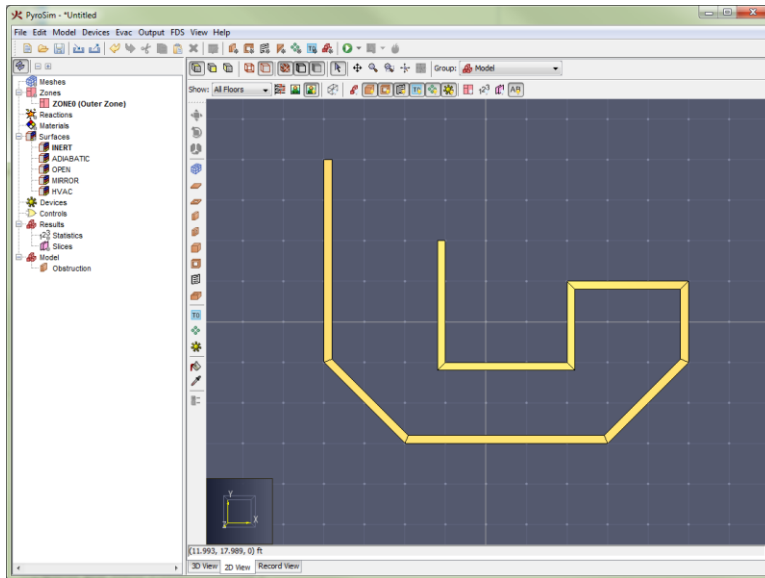 PyroSim - *Untitled
File Edit Model Devices Evac Output FDS View Help
Group: Model
Show: All Floors
Meshes
Zones
ZONE0 (Outer Zone)
Reactions
Materials
Surfaces
INERT
ADIABATIC
OPEN
MIRROR
HVAC
Devices
Controls
Results
Statistics
Slices
Model
Obstruction
Y
Z X
(11.993, 17.989, 0) ft
3D View 2D View Record View